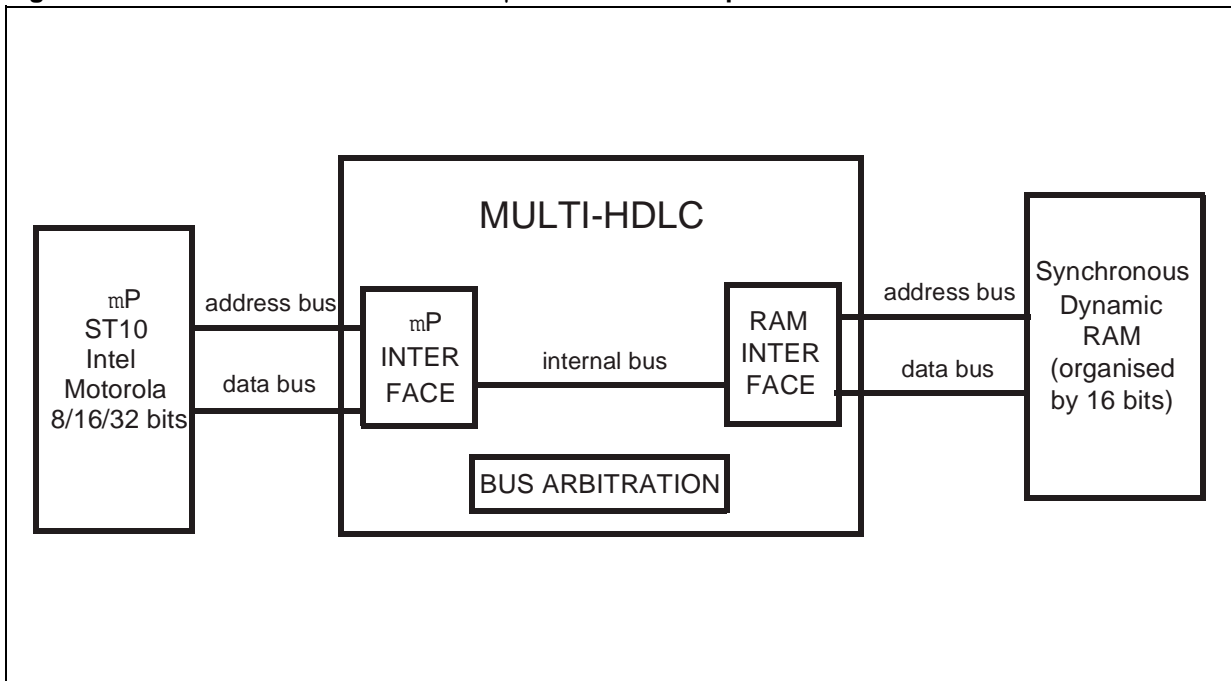 MULTI-HDLC
mP
ST10
Intel
Motorola
8/16/32 bits
address bus
data bus
mP
INTER
FACE
internal bus
RAM
INTER
FACE
BUS ARBITRATION
address bus
data bus
Synchronous
Dynamic
RAM
(organised
by 16 bits)